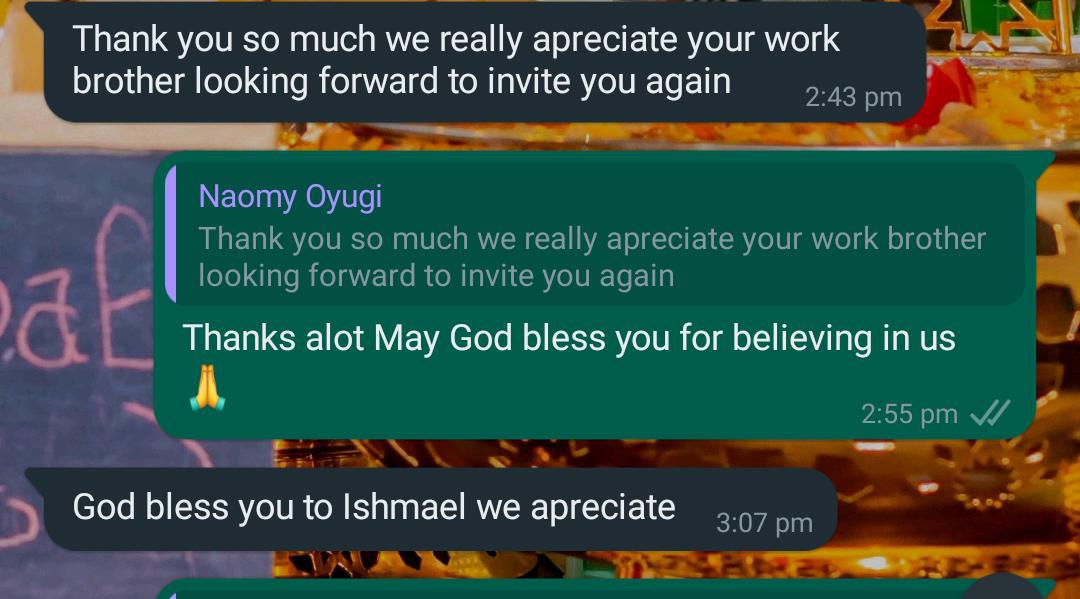 Thank you so much we really apreciate your work
brother looking forward to invite you again
2:43 pm
Naomy Oyugi
Thank you so much we really apreciate your work brother
looking forward to invite you again
Thanks alot May God bless you for believing in us
🙏
2:55 pm
God bless you to Ishmael we apreciate
3:07 pm